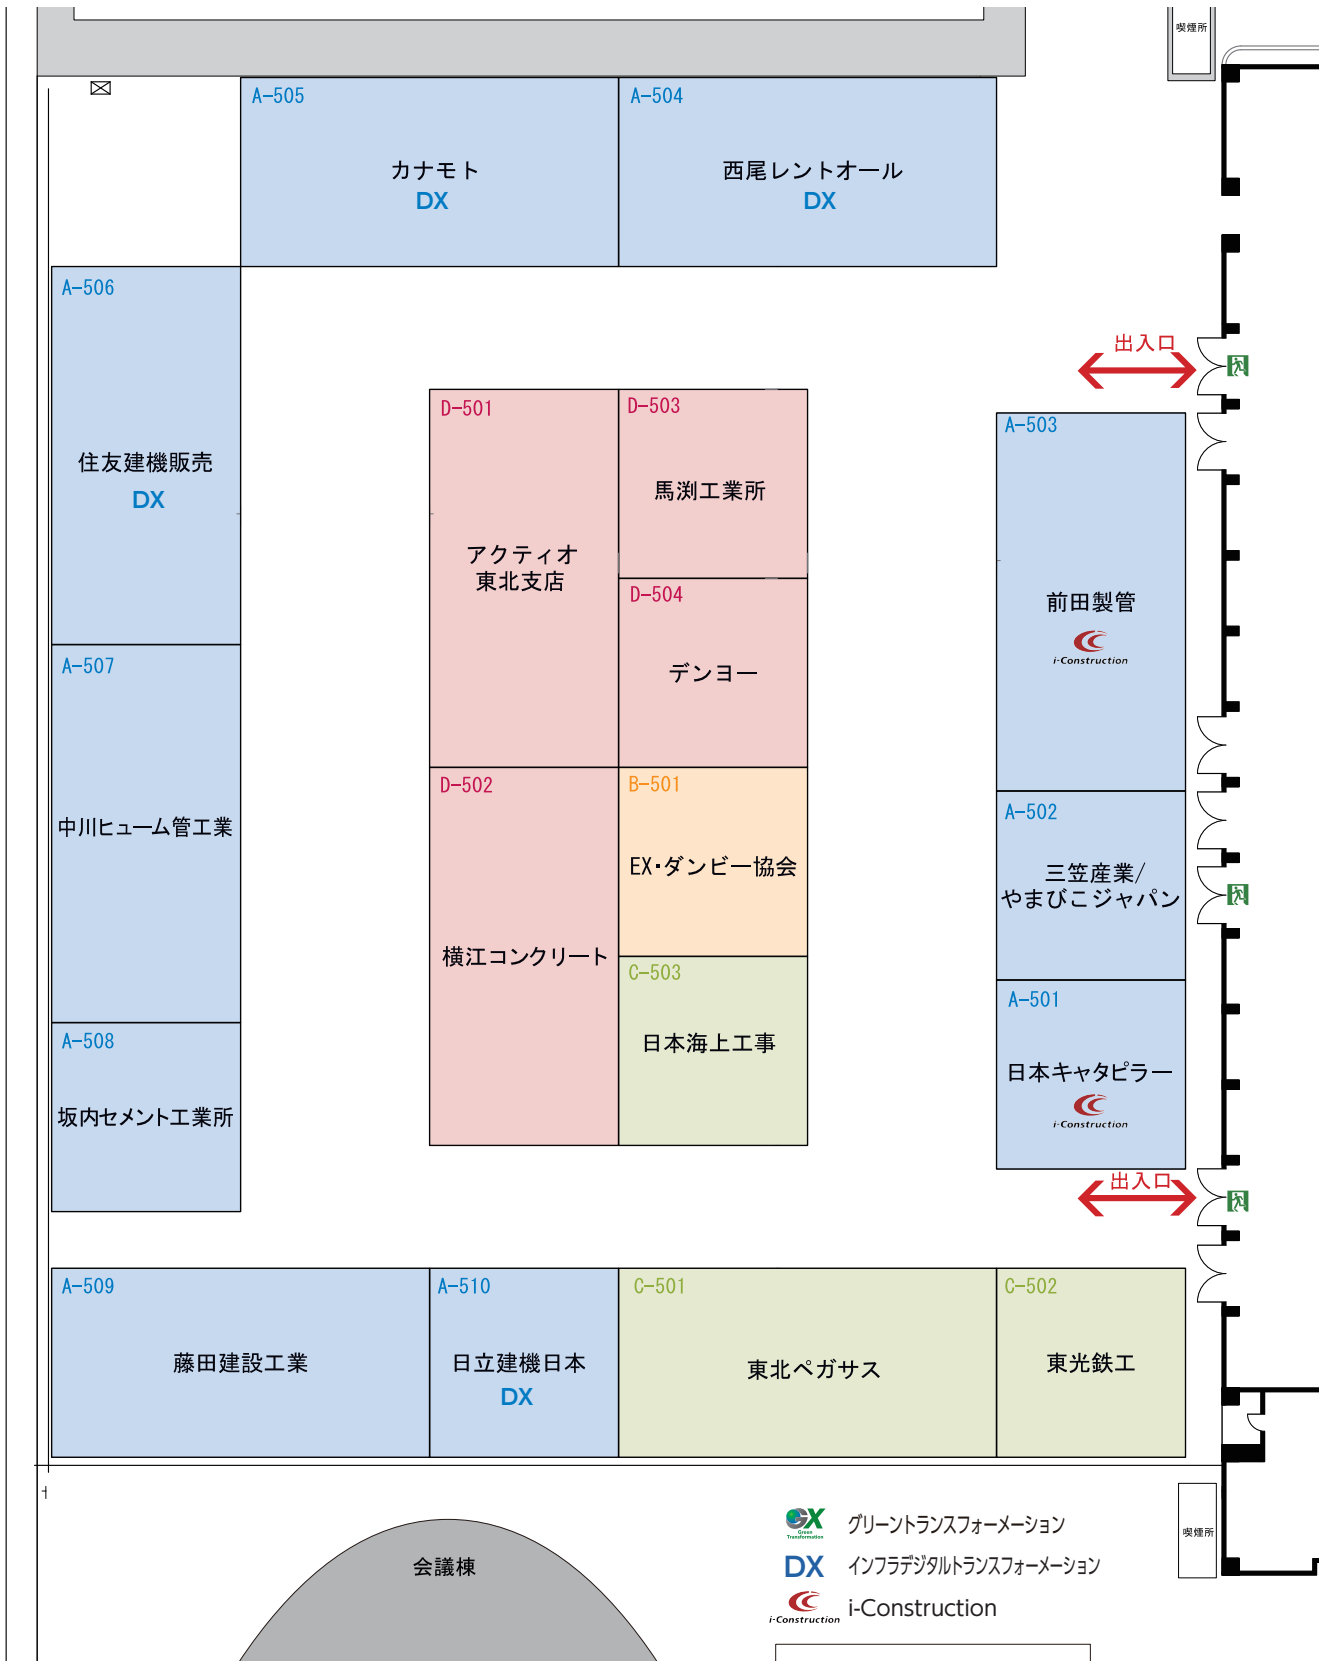 喫煙所
A-505
カナモト
DX
A-504
西尾レントオール
DX
A-506
住友建機販売
DX
出入口
D-501
アクティオ
東北支店
D-503
馬渕工業所
A-503
前田製管
i-Construction
D-504
デンヨー
A-507
中川ヒューム管工業
D-502
横江コンクリート
B-501
EX・ダンビー協会
A-502
三笠産業/
やまびこジャパン
C-503
日本海上工事
A-501
日本キャタピラー
i-Construction
A-508
坂内セメント工業所
出入口
A-509
藤田建設工業
A-510
日立建機日本
DX
C-501
東北ペガサス
C-502
東光鉄工
会議棟
GX
Green
Transformation
グリーントランスフォーメーション
DX
インフラデジタルトランスフォーメーション
i-Construction
i-Construction
喫煙所